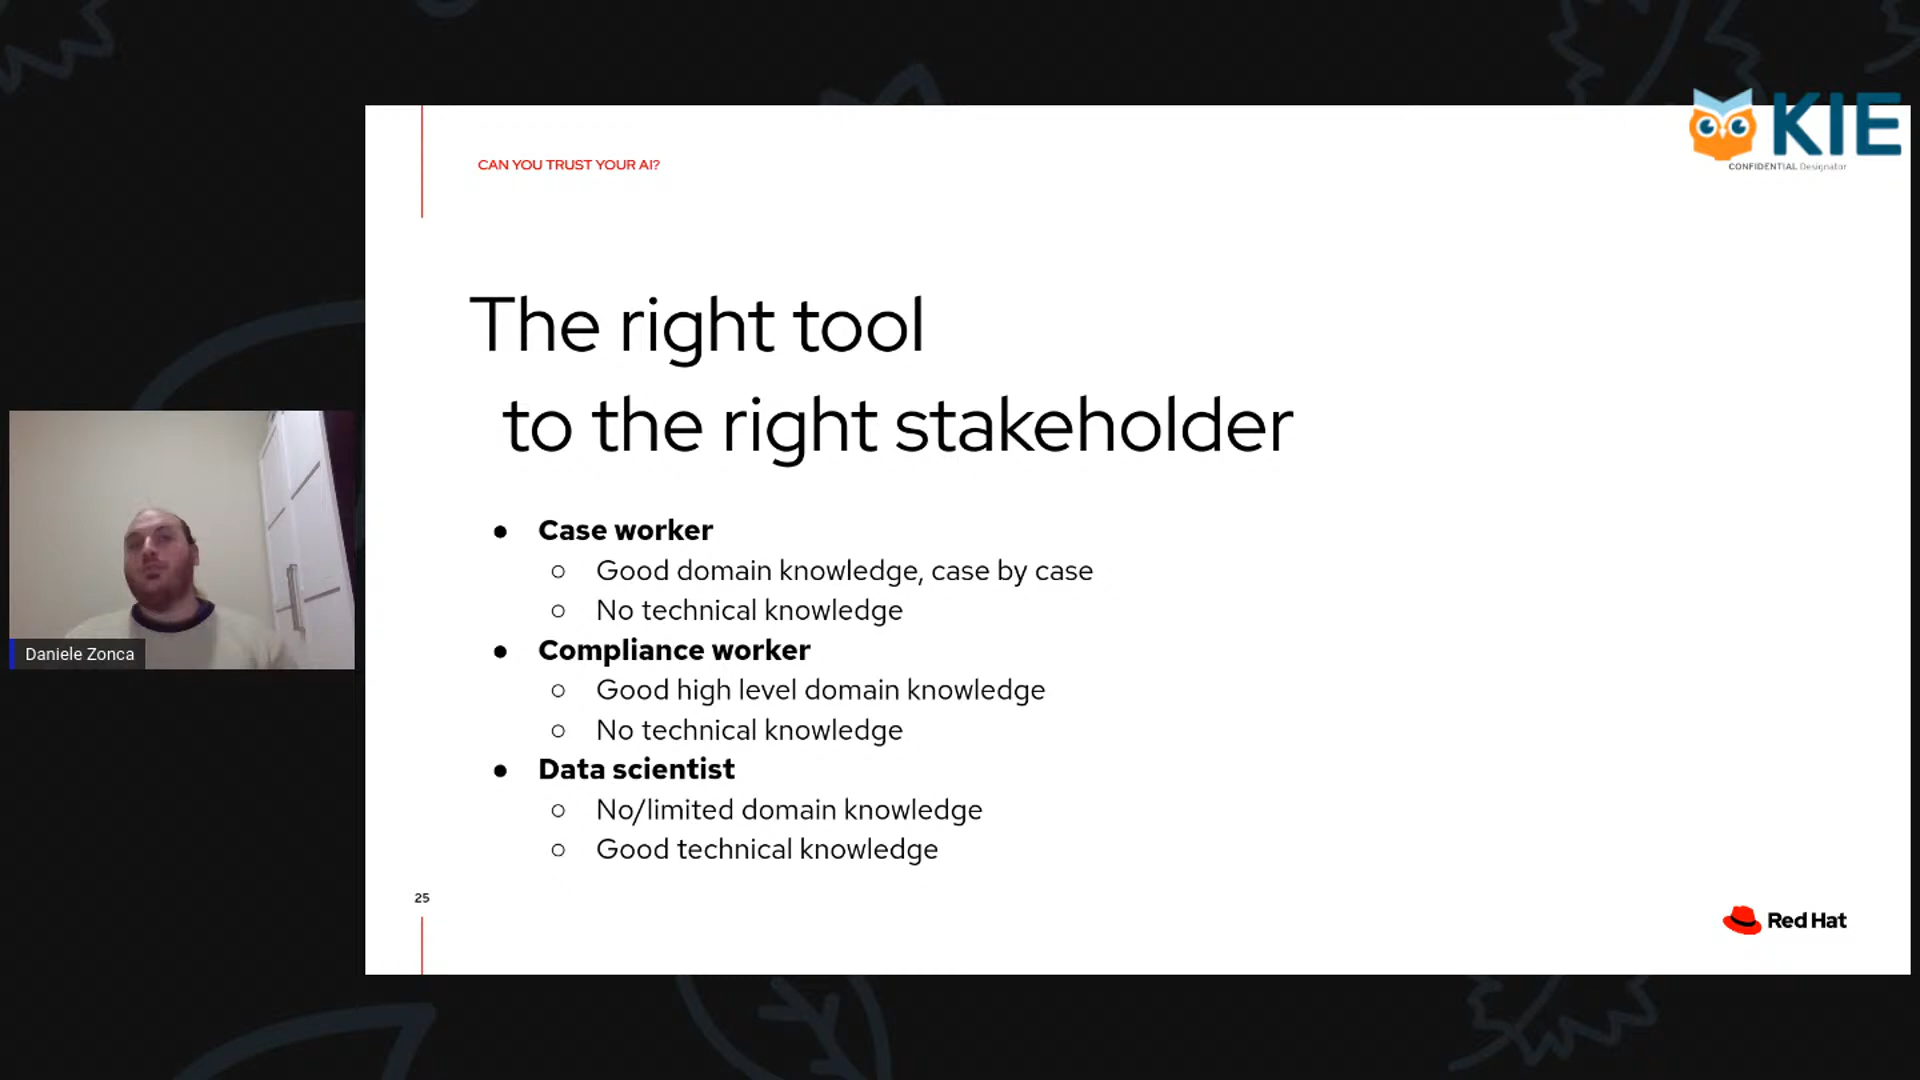 KIE
CONFIDENTIAL Designator
CAN YOU TRUST YOUR AI?
The right tool
to the right stakeholder
● Case worker
○ Good domain knowledge, case by case
○ No technical knowledge
● Compliance worker
○ Good high level domain knowledge
○ No technical knowledge
● Data scientist
○ No/limited domain knowledge
○ Good technical knowledge
Daniele Zonca
25
Red Hat